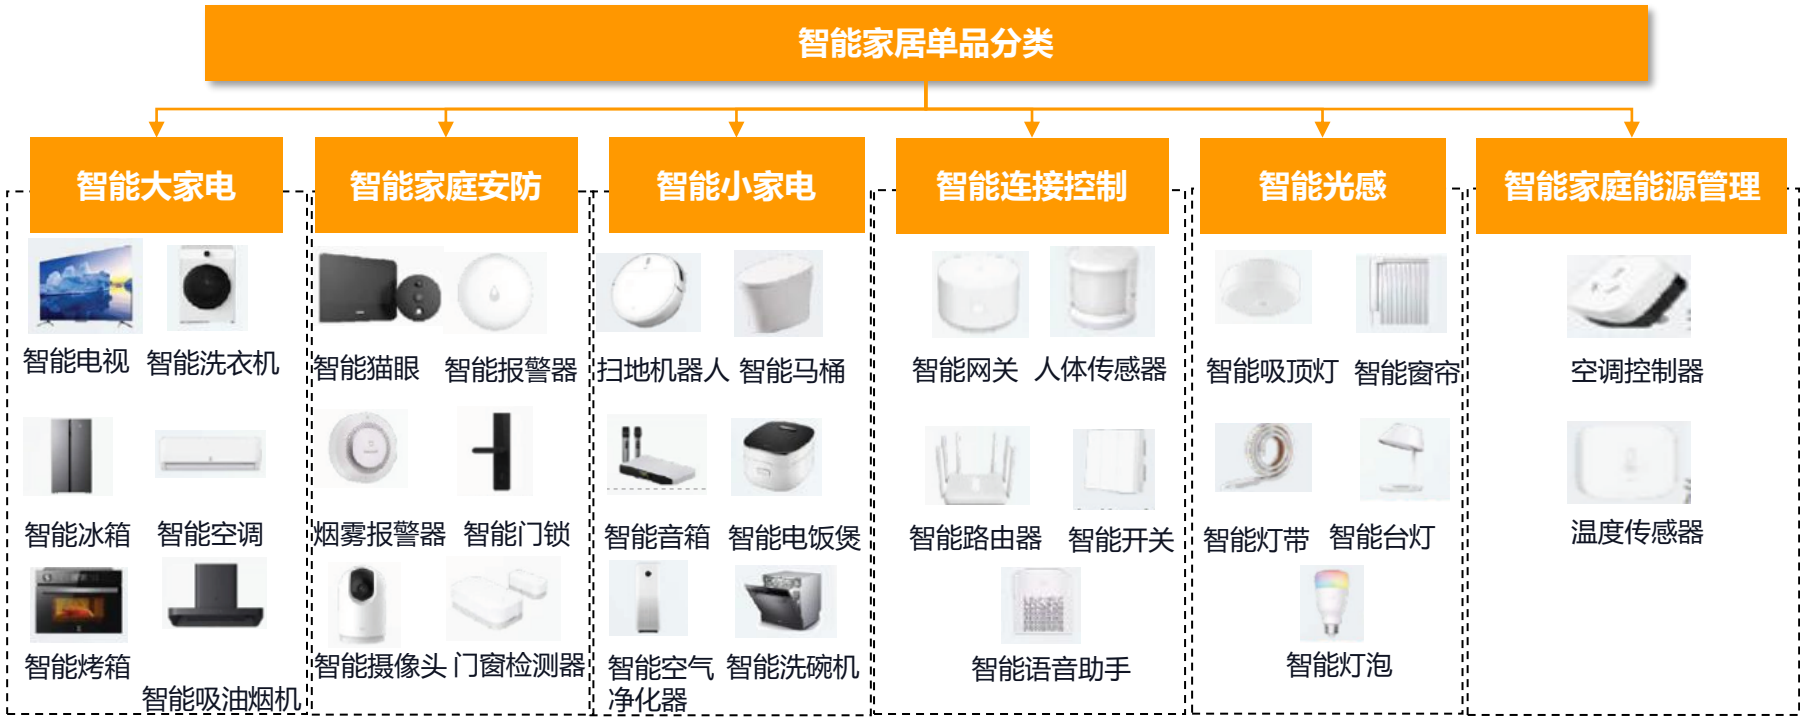 智能家居单品分类
智能大家电
智能家庭安防
智能小家电
智能连接控制
智能光感
智能家庭能源管理
智能电视
智能洗衣机
智能冰箱
智能空调
智能烤箱
智能吸油烟机
智能猫眼
智能报警器
烟雾报警器
智能门锁
智能摄像头
门窗检测器
扫地机器人
智能马桶
智能音箱
智能电饭煲
智能空气
净化器
智能洗碗机
智能网关
人体传感器
智能路由器
智能开关
智能语音助手
智能吸顶灯
智能窗帘
智能灯带
智能台灯
智能灯泡
空调控制器
温度传感器